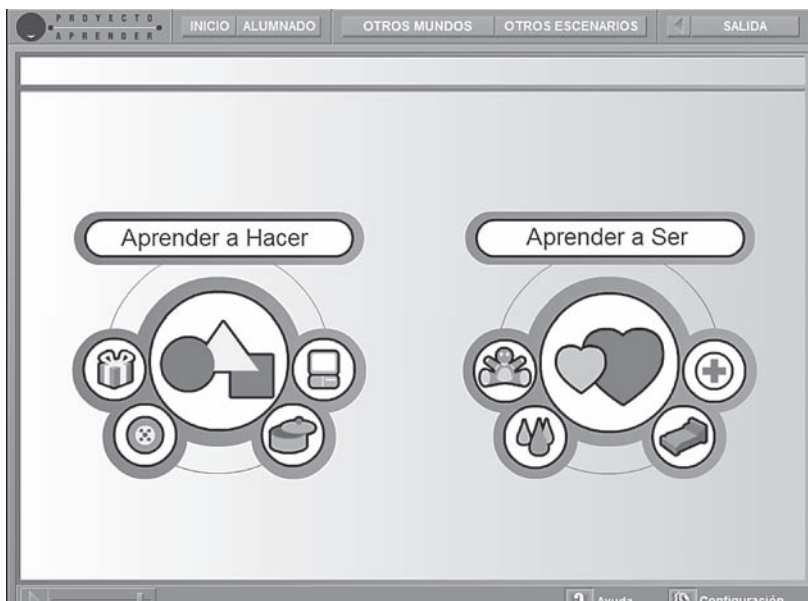 PROYECTO
APRENDER
INICIO ALUMNADO OTROS MUNDOS OTROS ESCENARIOS SALIDA
Aprender a Hacer
Aprender a Ser
Ayuda Configuración